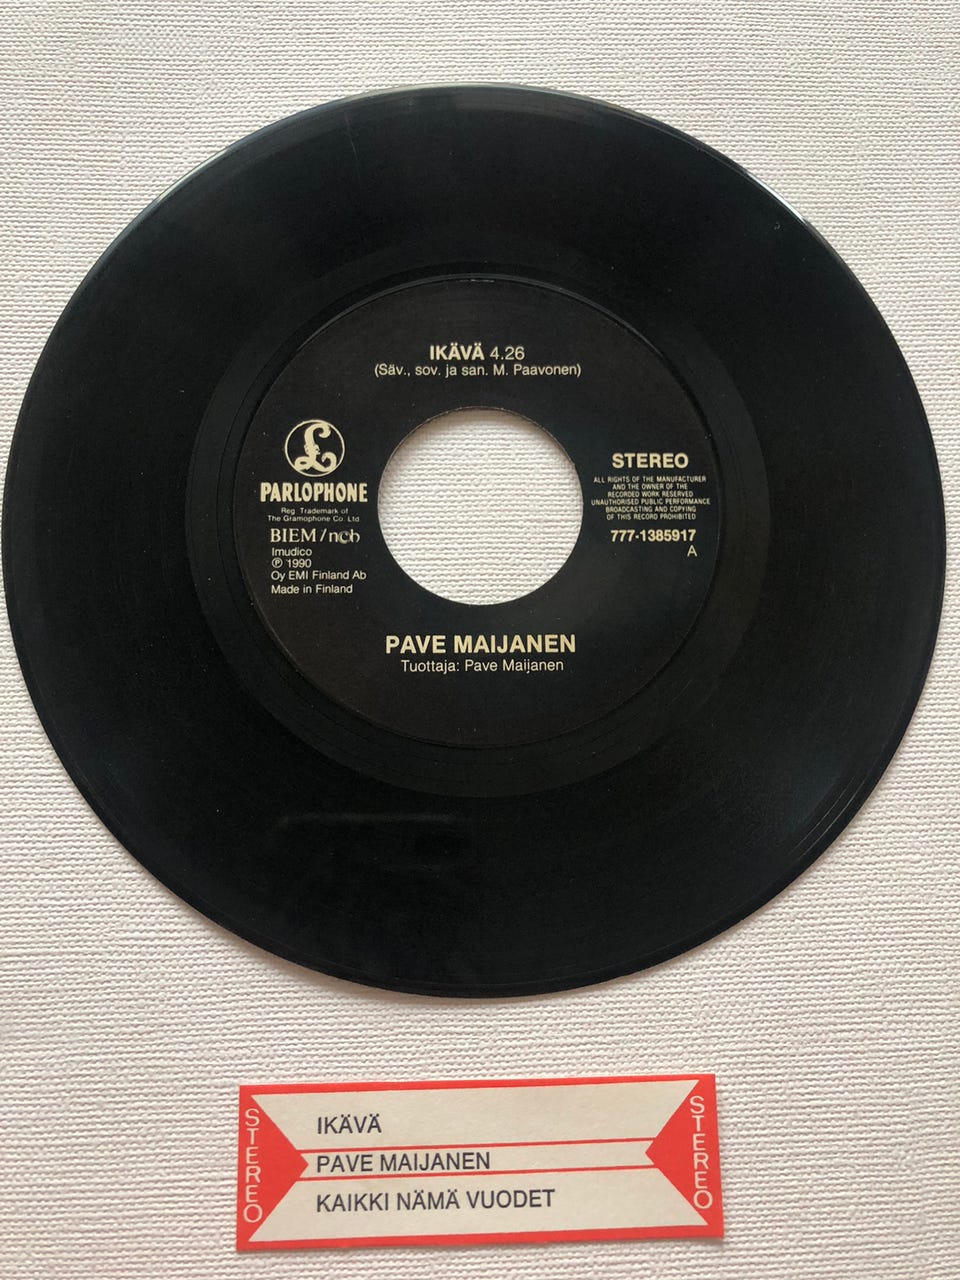 IKÄVÄ 4.26
(Säv., sov. ja san. M. Paavonen)
£
PARLOPHONE
Reg Trademark of
The Gramophone Co. Ltd
BIEM/ncb
Imudico
℗ 1990
Oy EMI Finland Ab
Made in Finland
STEREO
ALL RIGHTS OF THE MANUFACTURER
AND THE OWNER OF THE
RECORDED WORK RESERVED
UNAUTHORISED PUBLIC PERFORMANCE
BROADCASTING AND COPYING
OF THIS RECORD PROHIBITED
777-1385917
A
PAVE MAIJANEN
Tuottaja: Pave Maijanen
STEREO
IKÄVÄ
PAVE MAIJANEN
KAIKKI NÄMÄ VUODET
STEREO